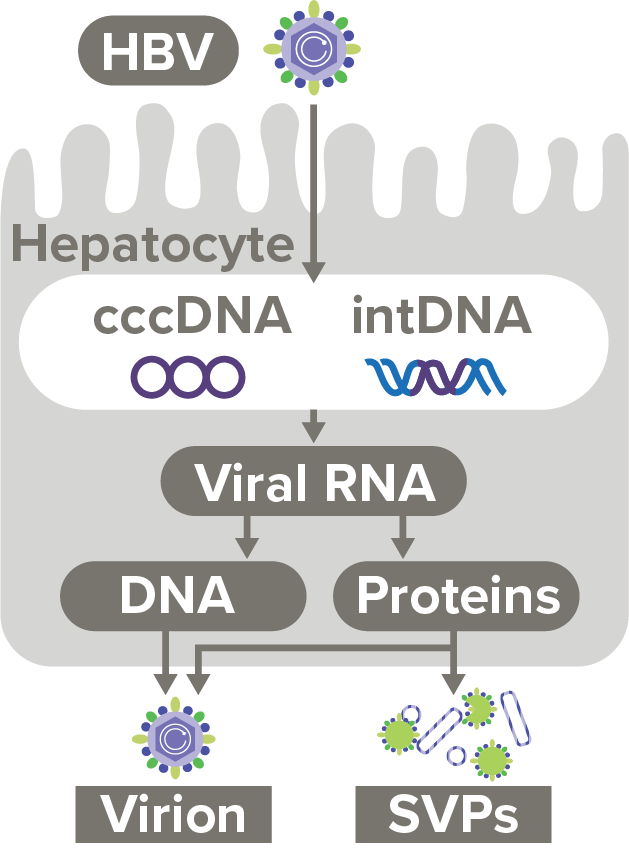 HBV
Hepatocyte
cccDNA intDNA
Viral RNA
DNA Proteins
Virion SVPs